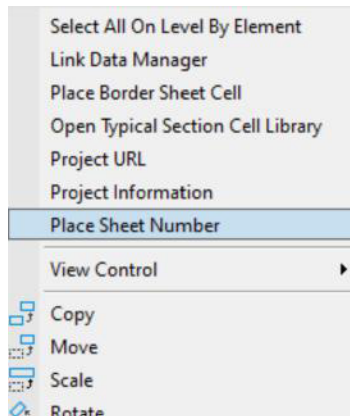 Select All On Level By Element
Link Data Manager
Place Border Sheet Cell
Open Typical Section Cell Library
Project URL
Project Information
Place Sheet Number
View Control
Copy
Move
Scale
Rotate